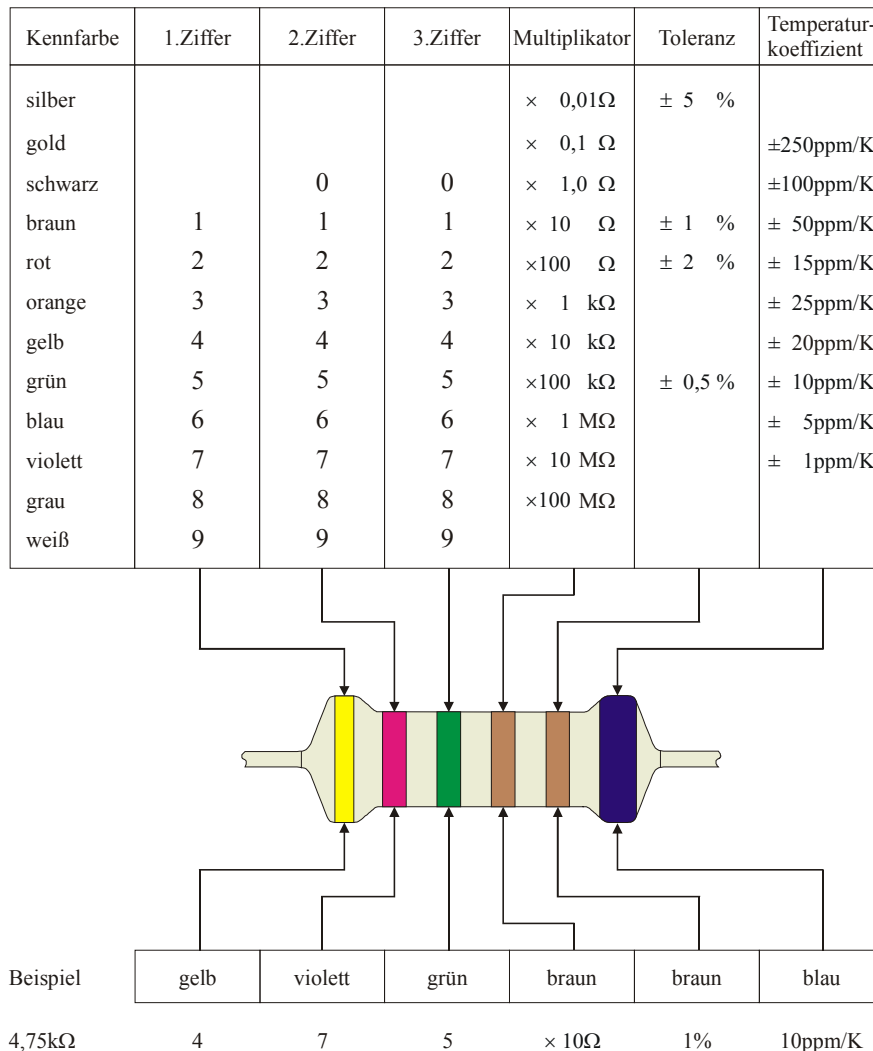 Kennfarbe 1.Ziffer 2.Ziffer 3.Ziffer Multiplikator Toleranz Temperatur-
koeffizient
silber × 0,01Ω ± 5 %
gold × 0,1 Ω ±250ppm/K
schwarz 0 0 × 1,0 Ω ±100ppm/K
braun 1 1 1 × 10 Ω ± 1 % ± 50ppm/K
rot 2 2 2 ×100 Ω ± 2 % ± 15ppm/K
orange 3 3 3 × 1 kΩ ± 25ppm/K
gelb 4 4 4 × 10 kΩ ± 20ppm/K
grün 5 5 5 ×100 kΩ ± 0,5 % ± 10ppm/K
blau 6 6 6 × 1 MΩ ± 5ppm/K
violett 7 7 7 × 10 MΩ ± 1ppm/K
grau 8 8 8 ×100 MΩ
weiß 9 9 9
Beispiel gelb violett grün braun braun blau
4,75kΩ 4 7 5 × 10Ω 1% 10ppm/K